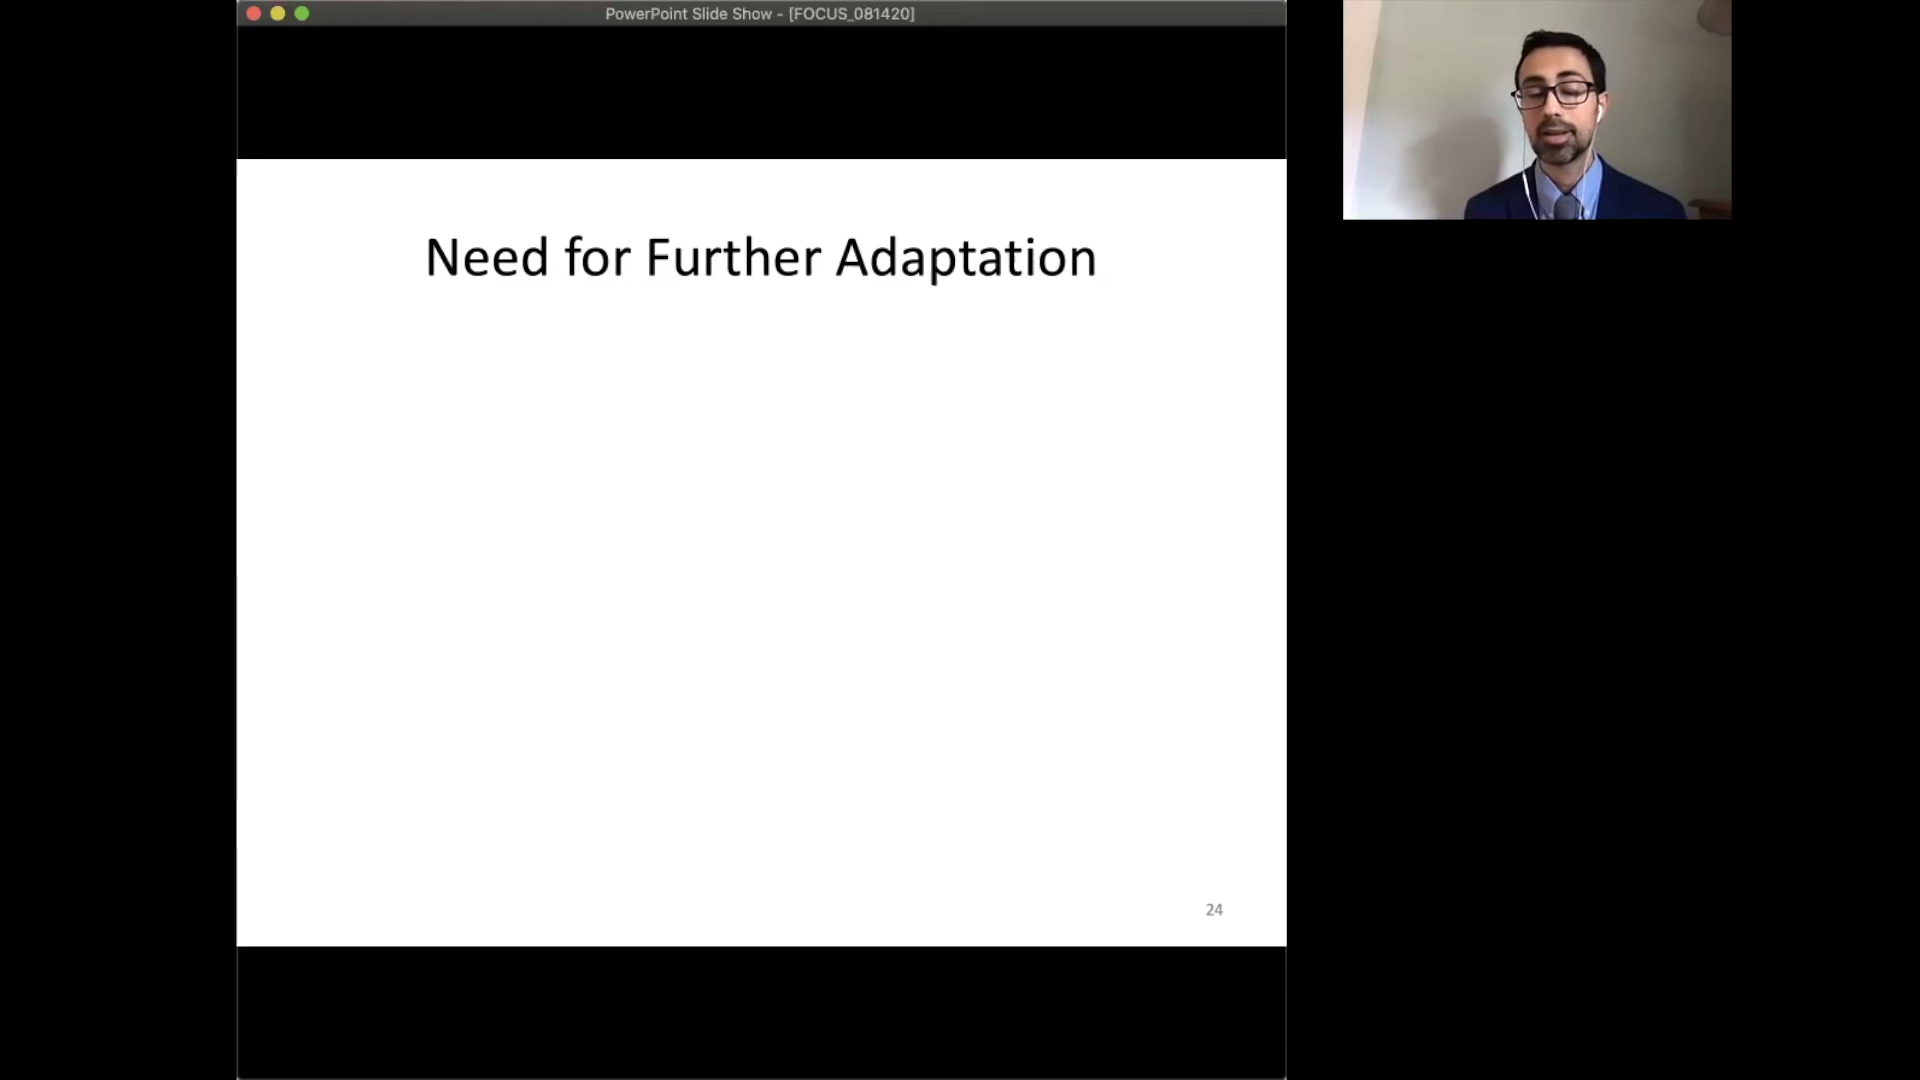 PowerPoint Slide Show - [FOCUS_081420]
Need for Further Adaptation
24